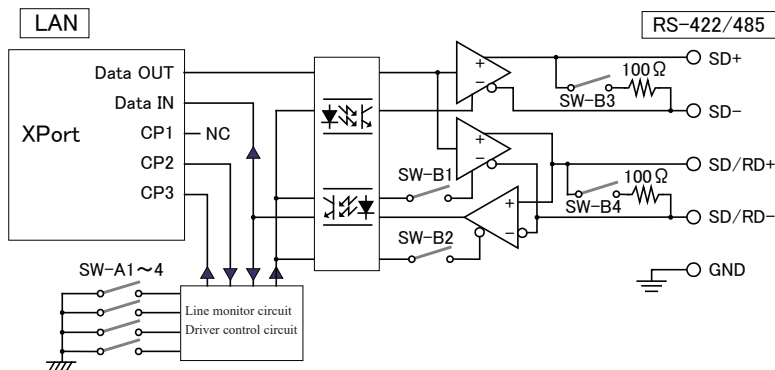 LAN
RS-422/485
XPort
Data OUT
Data IN
CP1
NC
CP2
CP3
+
−
SW-B3
100Ω
SD+
SD-
+
−
SW-B1
SW-B2
+
−
SW-B4
100Ω
SD/RD+
SD/RD-
GND
SW-A1～4
Line monitor circuit
Driver control circuit